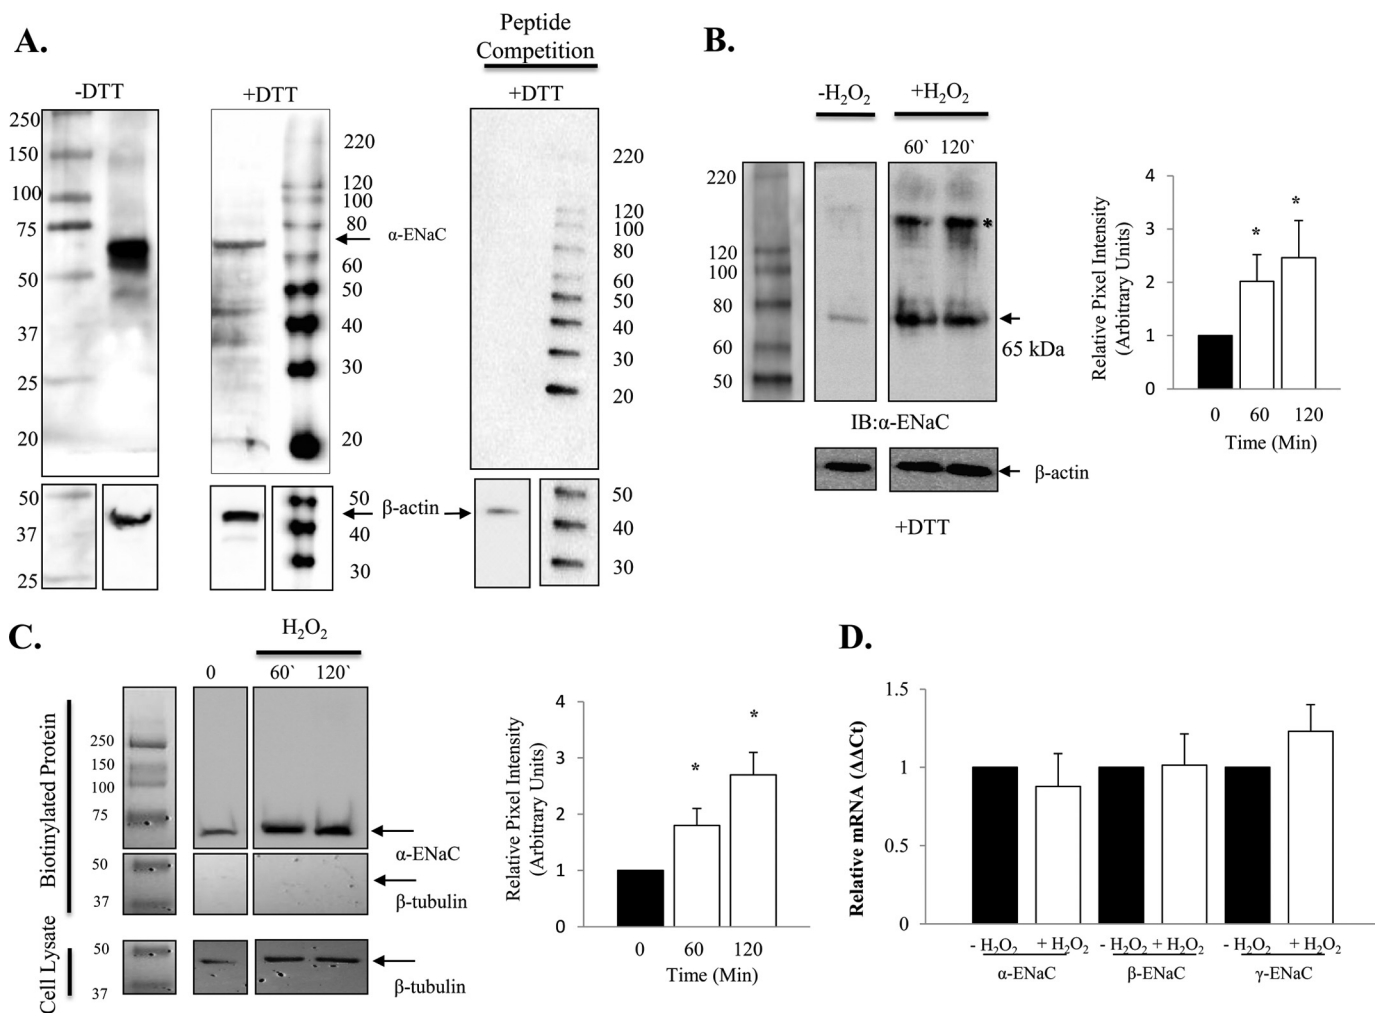 A.
Peptide
Competition
-DTT
+DTT
+DTT
250
150
100
75
50
37
25
20
220
120
100
80
α-ENaC
60
50
40
30
20
220
120
100
80
60
50
40
30
20
50
37
25
50
40
30
β-actin
50
40
30
B.
-H₂O₂
+H₂O₂
60` 120`
220
120
100
80
60
50
*
65 kDa
IB:α-ENaC
β-actin
+DTT
Relative Pixel Intensity
(Arbitrary Units)
4
3
2
1
0
*
*
0 60 120
Time (Min)
C.
H₂O₂
0 60` 120`
Biotinylated Protein
250
150
100
75
α-ENaC
50
37
β-tubulin
Cell Lysate
50
37
β-tubulin
Relative Pixel Intensity
(Arbitrary Units)
4
3
2
1
0
*
*
0 60 120
Time (Min)
D.
Relative mRNA (ΔΔCt)
1.5
1
0.5
0
- H₂O₂ + H₂O₂ - H₂O₂ + H₂O₂ - H₂O₂ + H₂O₂
α-ENaC β-ENaC γ-ENaC